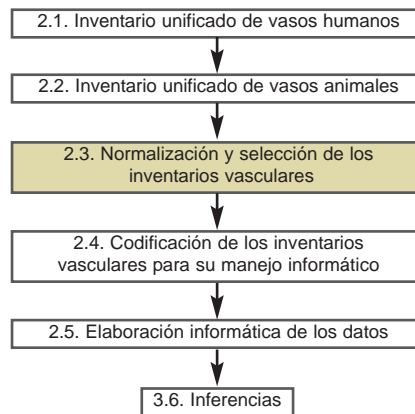 2.1. Inventario unificado de vasos humanos
2.2. Inventario unificado de vasos animales
2.3. Normalización y selección de los
inventarios vasculares
2.4. Codificación de los inventarios
vasculares para su manejo informático
2.5. Elaboración informática de los datos
3.6. Inferencias